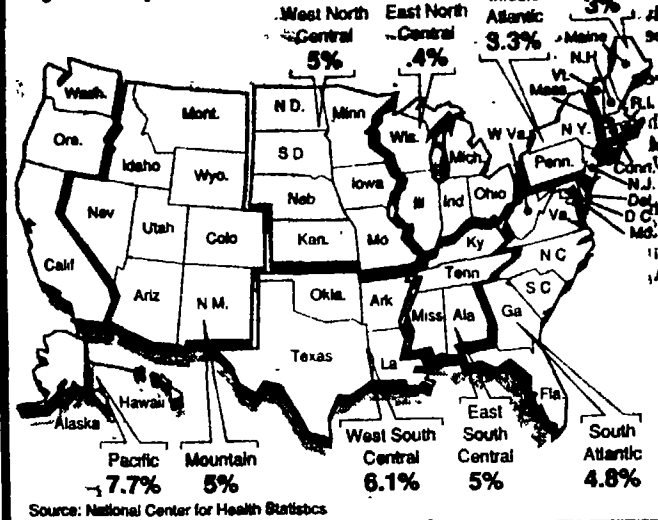 West North
Central
5%
East North
Central
.4%
Atlantic
3.3%
3%
Maine
N.H.
Vt.
Mass.
R.I.
Conn.
N.J.
Del.
D C
Md.
Wash.
Ore.
Calif
Nev
Idaho
Mont.
Wyo.
Utah
Colo
Ariz
N M.
N D.
S D
Neb
Kan.
Okla.
Texas
Minn
Iowa
Mo
Ark
La
Wis.
Ill
Mich.
Ind
Ohio
Ky
Tenn
Miss
Ala
W Va.
N Y.
Penn.
Va.
N C
S C
Ga
Fla.
Alaska
Hawaii
Pacific
7.7%
Mountain
5%
West South
Central
6.1%
East
South
Central
5%
South
Atlantic
4.8%
Source: National Center for Health Statistics